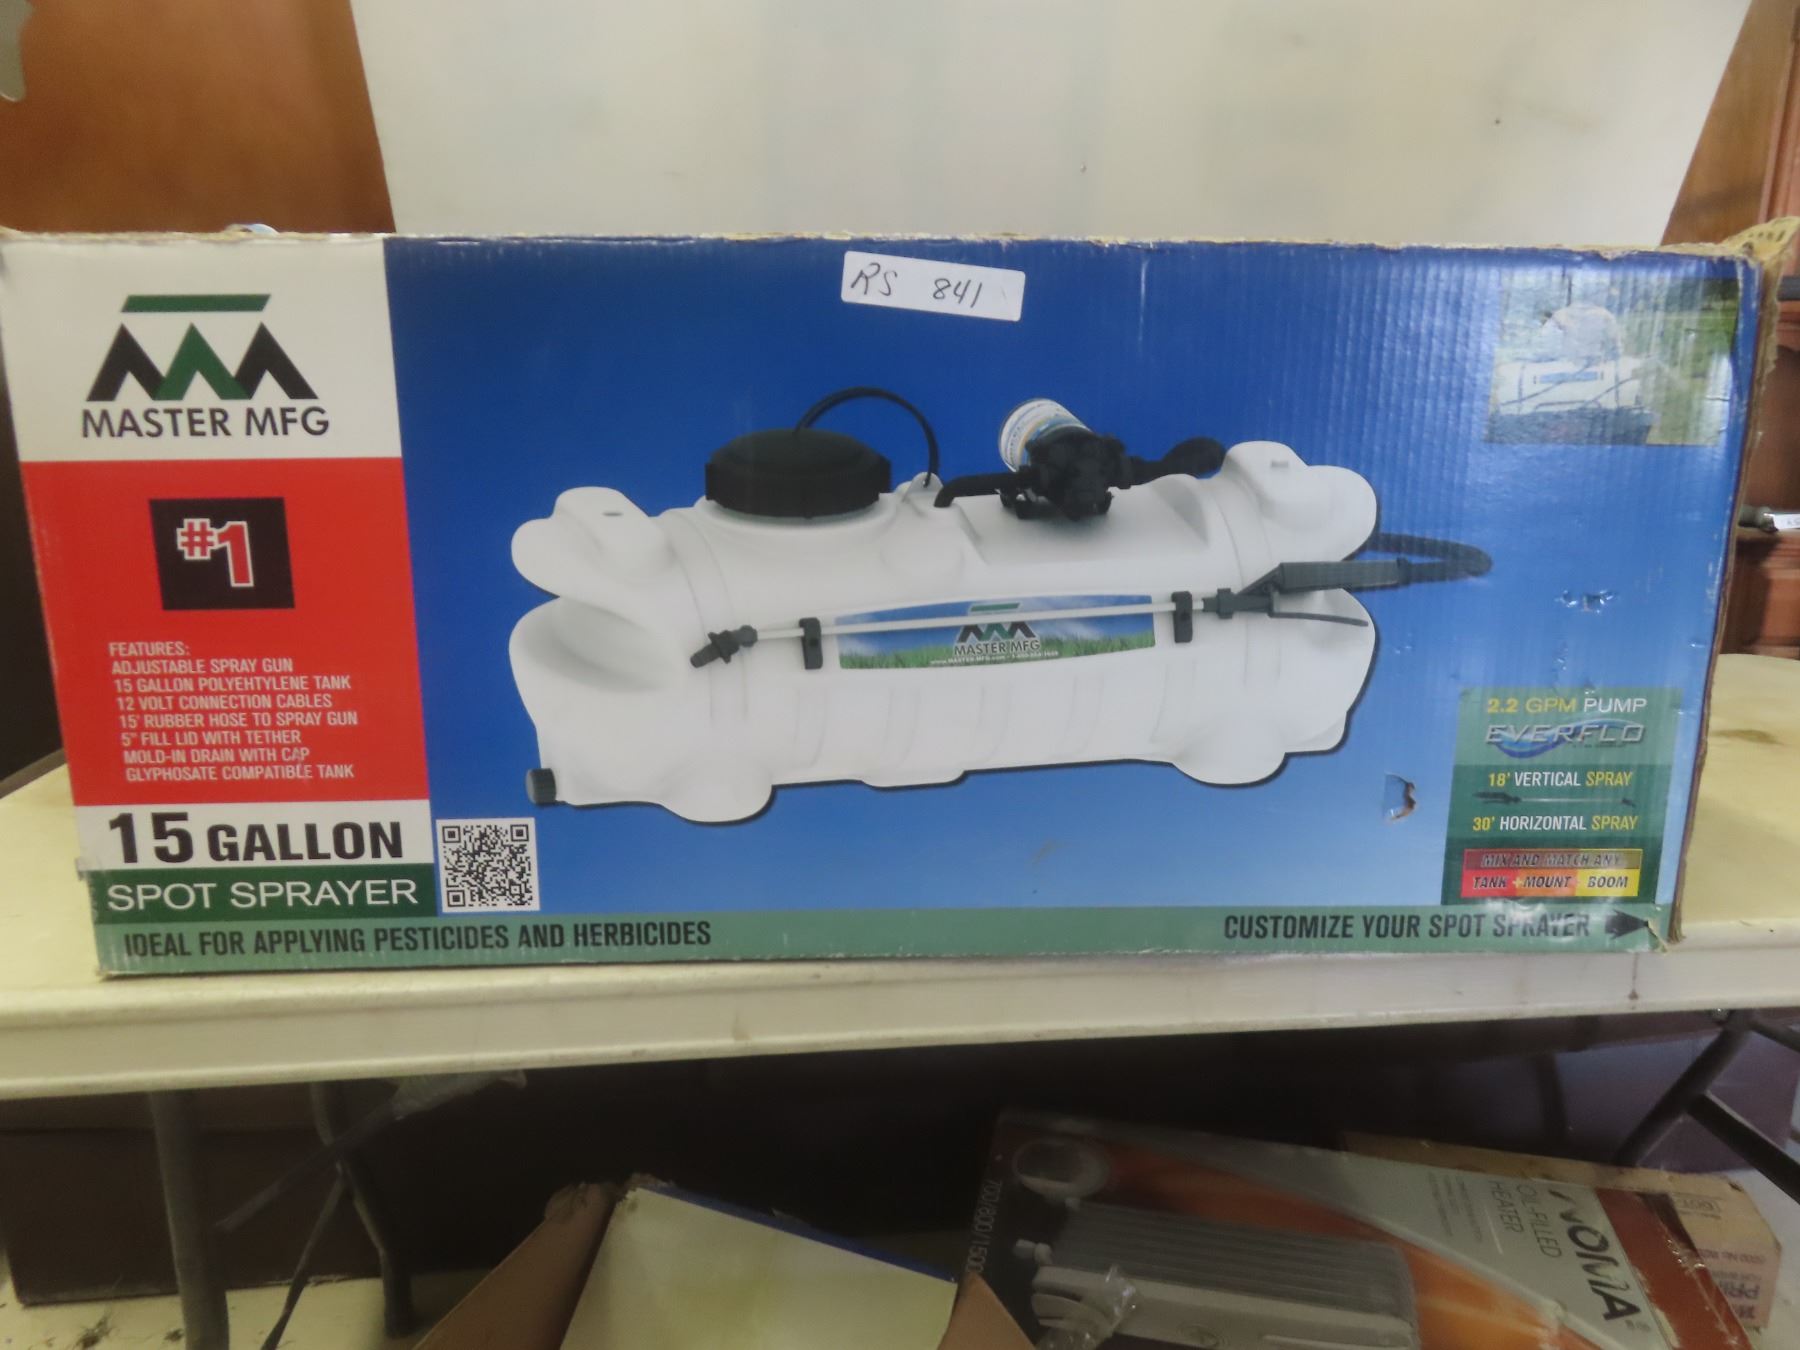 RS 841
MASTER MFG
#1
FEATURES:
ADJUSTABLE SPRAY GUN
15 GALLON POLYEHTYLENE TANK
12 VOLT CONNECTION CABLES
15' RUBBER HOSE TO SPRAY GUN
5" FILL LID WITH TETHER
MOLD-IN DRAIN WITH CAP
GLYPHOSATE COMPATIBLE TANK
15 GALLON
SPOT SPRAYER
IDEAL FOR APPLYING PESTICIDES AND HERBICIDES
MASTER MFG
2.2 GPM PUMP
EVERFLO
18' VERTICAL SPRAY
30' HORIZONTAL SPRAY
MIX AND MATCH ANY
TANK + MOUNT + BOOM
CUSTOMIZE YOUR SPOT SPRAYER
NOMA
OIL-FILLED
HEATER